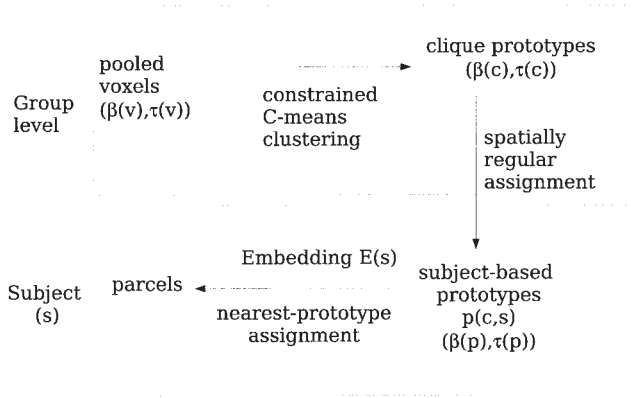 Group
level
pooled
voxels
(β(v),τ(v))
constrained
C-means
clustering
clique prototypes
(β(c),τ(c))
spatially
regular
assignment
Subject
(s)
parcels
Embedding E(s)
nearest-prototype
assignment
subject-based
prototypes
p(c,s)
(β(p),τ(p))